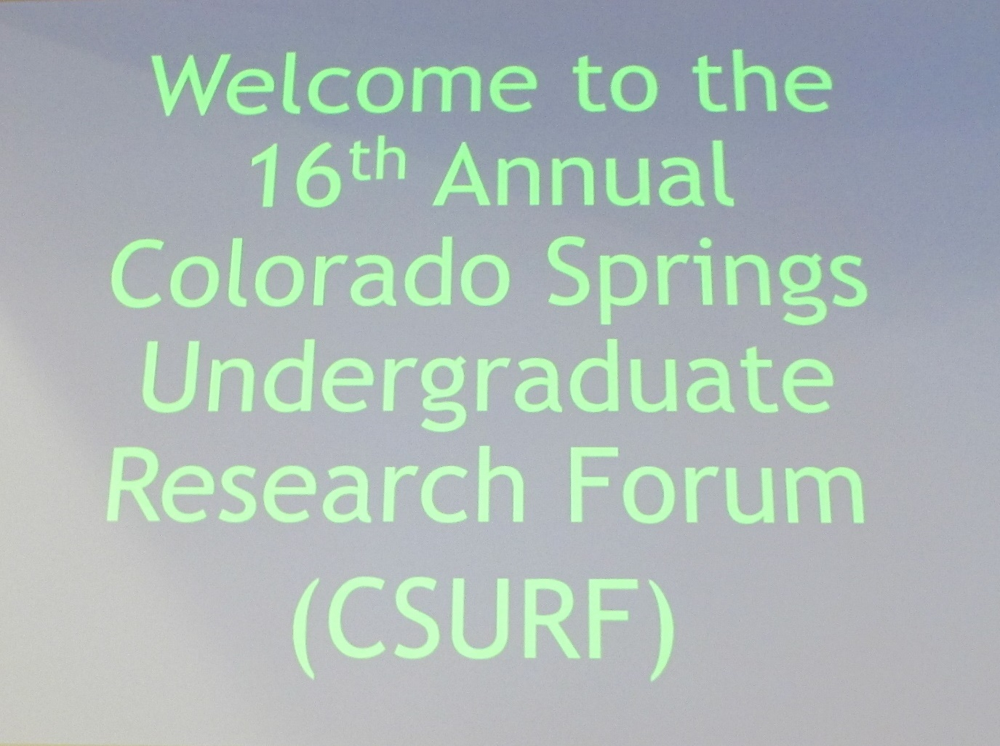 Welcome to the
16th Annual
Colorado Springs
Undergraduate
Research Forum
(CSURF)